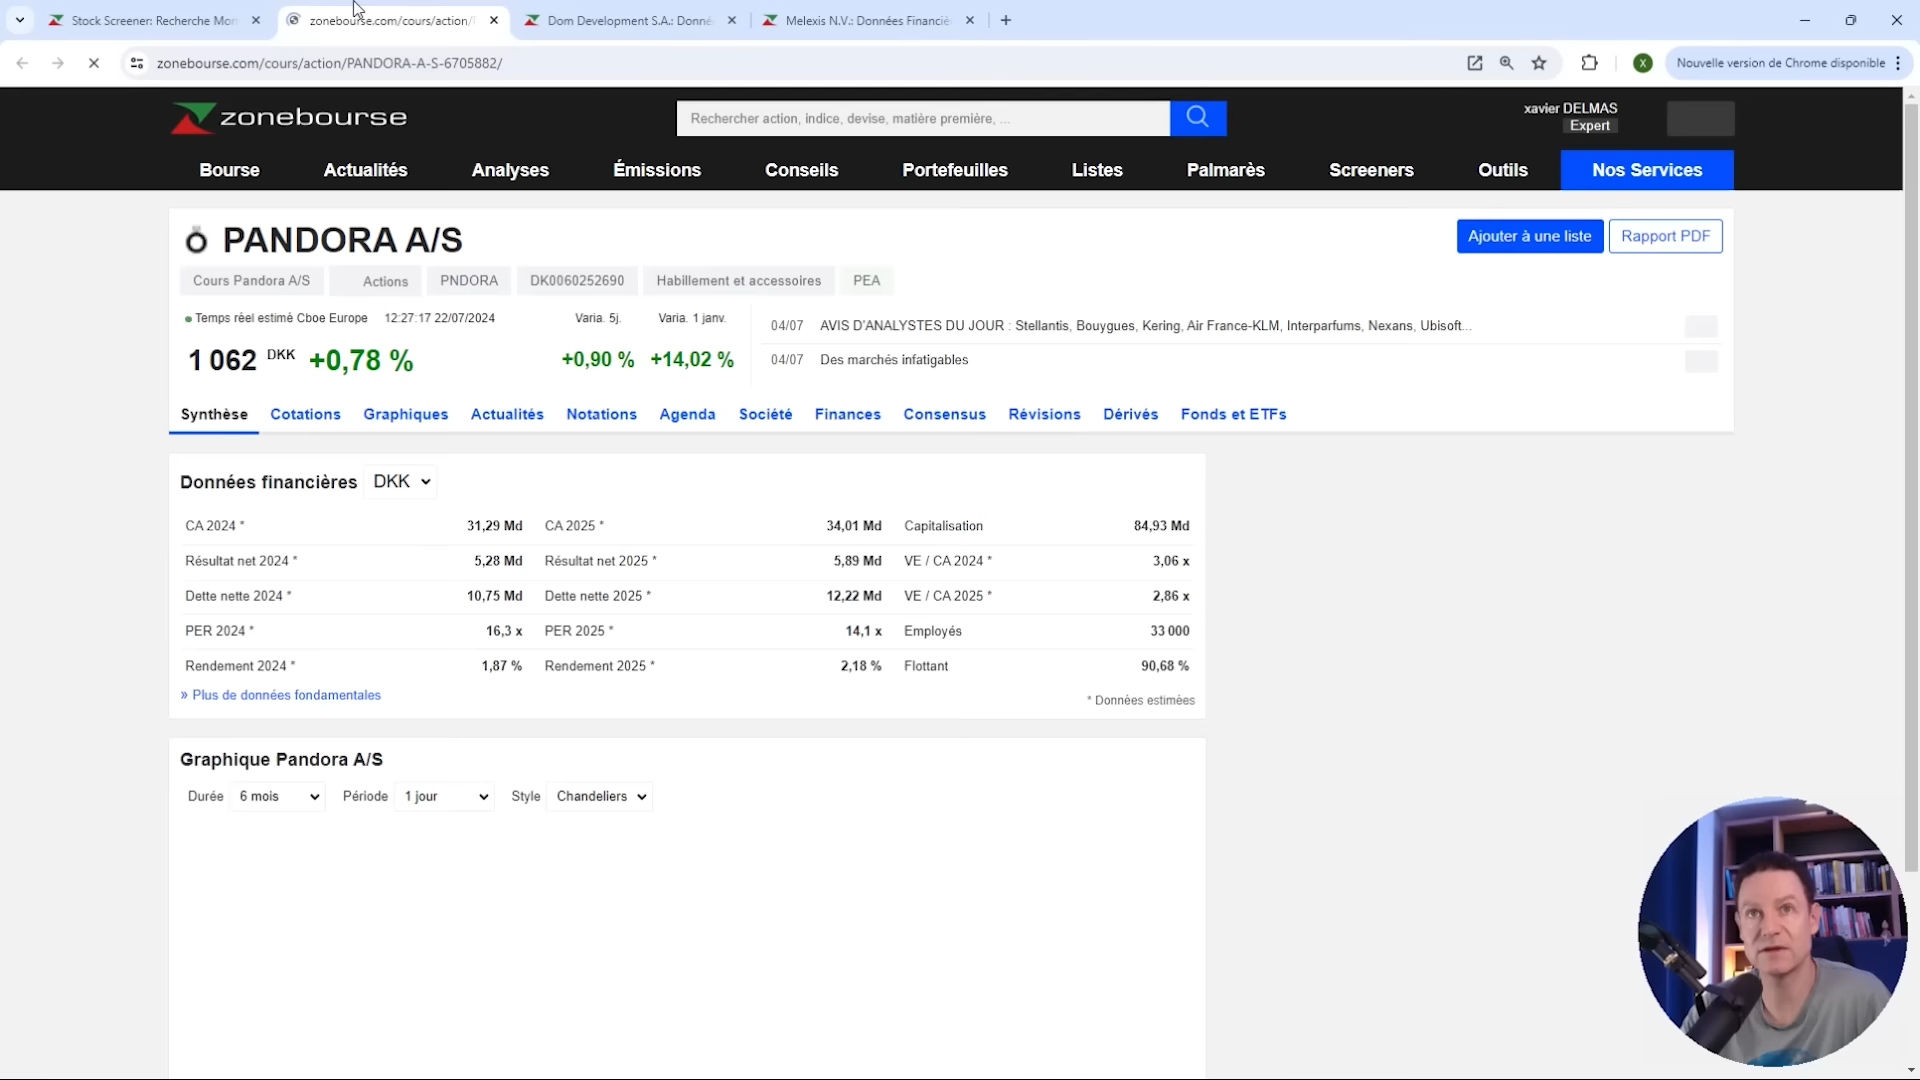 Stock Screener: Recherche Mon
zonebourse.com/cours/action/
Dom Development S.A.: Donné
Melexis N.V.: Données Financiè
zonebourse.com/cours/action/PANDORA-A-S-6705882/
X
Nouvelle version de Chrome disponible
zonebourse
Rechercher action, indice, devise, matière première, ...
xavier DELMAS
Expert
Bourse Actualités Analyses Émissions Conseils Portefeuilles Listes Palmarès Screeners Outils Nos Services
PANDORA A/S
Ajouter à une liste
Rapport PDF
Cours Pandora A/S Actions PNDORA DK0060252690 Habillement et accessoires PEA
Temps réel estimé Cboe Europe 12:27:17 22/07/2024 Varia. 5j. Varia. 1 janv.
1 062 DKK +0,78 % +0,90 % +14,02 %
04/07 AVIS D'ANALYSTES DU JOUR : Stellantis, Bouygues, Kering, Air France-KLM, Interparfums, Nexans, Ubisoft...
04/07 Des marchés infatigables
Synthèse Cotations Graphiques Actualités Notations Agenda Société Finances Consensus Révisions Dérivés Fonds et ETFs
Données financières DKK
CA 2024 * 31,29 Md CA 2025 * 34,01 Md Capitalisation 84,93 Md
Résultat net 2024 * 5,28 Md Résultat net 2025 * 5,89 Md VE / CA 2024 * 3,06 x
Dette nette 2024 * 10,75 Md Dette nette 2025 * 12,22 Md VE / CA 2025 * 2,86 x
PER 2024 * 16,3 x PER 2025 * 14,1 x Employés 33 000
Rendement 2024 * 1,87 % Rendement 2025 * 2,18 % Flottant 90,68 %
» Plus de données fondamentales
* Données estimées
Graphique Pandora A/S
Durée 6 mois Période 1 jour Style Chandeliers